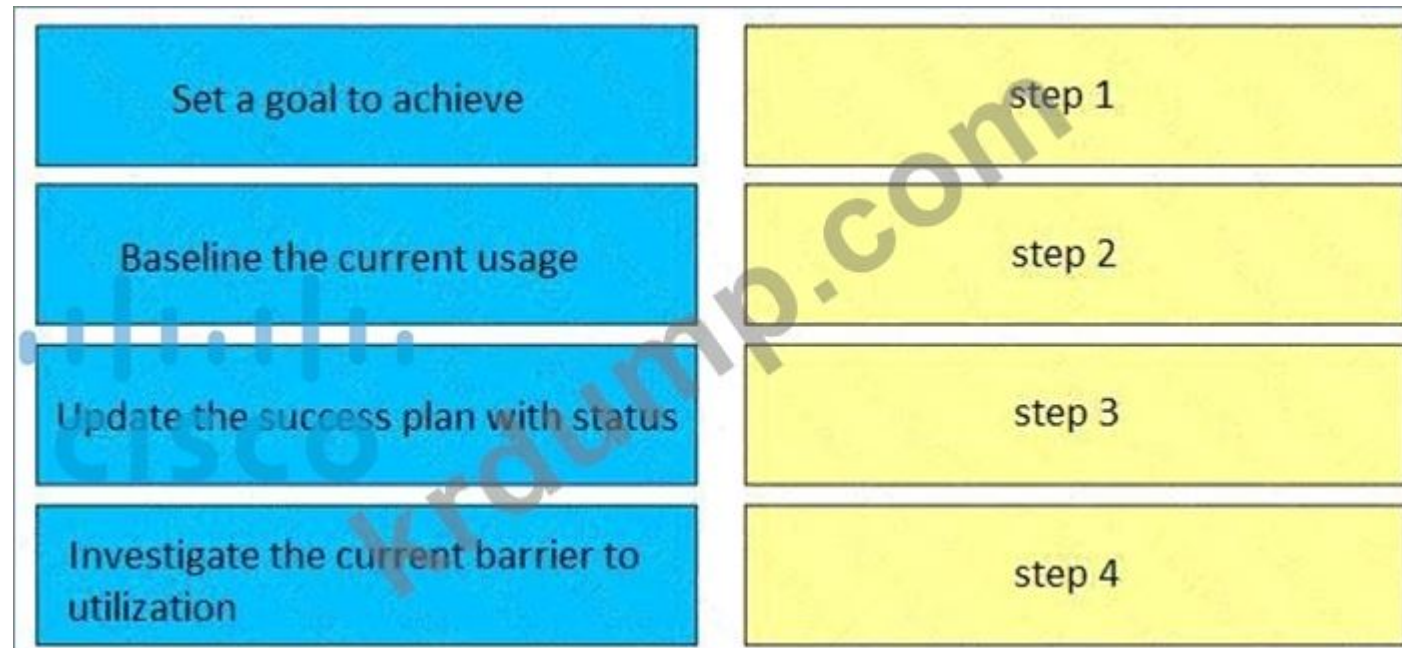 Set a goal to achieve
step 1
Baseline the current usage
step 2
Update the success plan with status
step 3
Investigate the current barrier to
utilization
step 4
CISCO
krdump.com